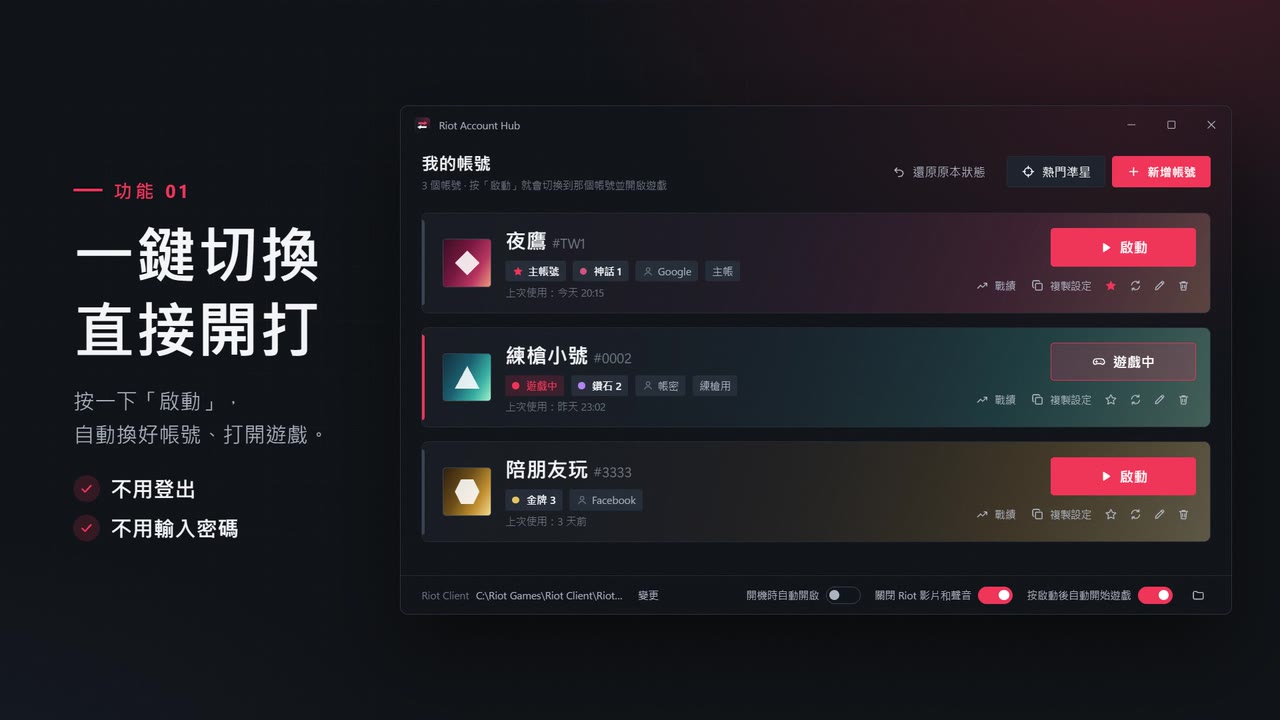 功能 01
一鍵切換
直接開打
按一下「啟動」，
自動換好帳號、打開遊戲。
不用登出
不用輸入密碼
Riot Account Hub
我的帳號
3 個帳號 · 按「啟動」就會切換到那個帳號並開啟遊戲
還原原本狀態
熱門準星
新增帳號
夜鷹 #TW1
主帳號 神話 1 Google 主帳
上次使用：今天 20:15
啟動
戰績 複製設定
練槍小號 #0002
遊戲中 鑽石 2 帳密 練槍用
上次使用：昨天 23:02
遊戲中
戰績 複製設定
陪朋友玩 #3333
金牌 3 Facebook
上次使用：3 天前
啟動
戰績 複製設定
Riot Client C:\Riot Games\Riot Client\Riot... 變更
開機時自動開啟 關閉 Riot 影片和聲音 按啟動後自動開始遊戲